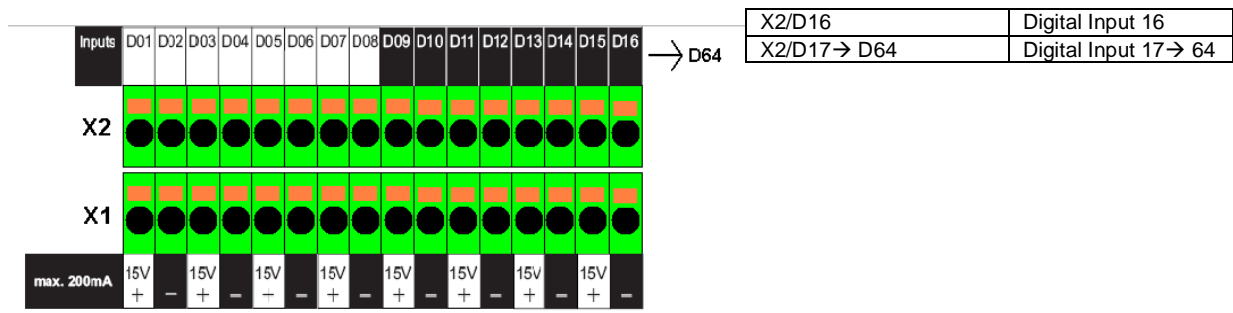 Inputs D01 D02 D03 D04 D05 D06 D07 D08 D09 D10 D11 D12 D13 D14 D15 D16 → D64
X2
X1
max. 200mA 15V + – 15V + – 15V + – 15V + – 15V + – 15V + – 15V + – 15V + –
X2/D16 Digital Input 16
X2/D17→ D64 Digital Input 17→ 64